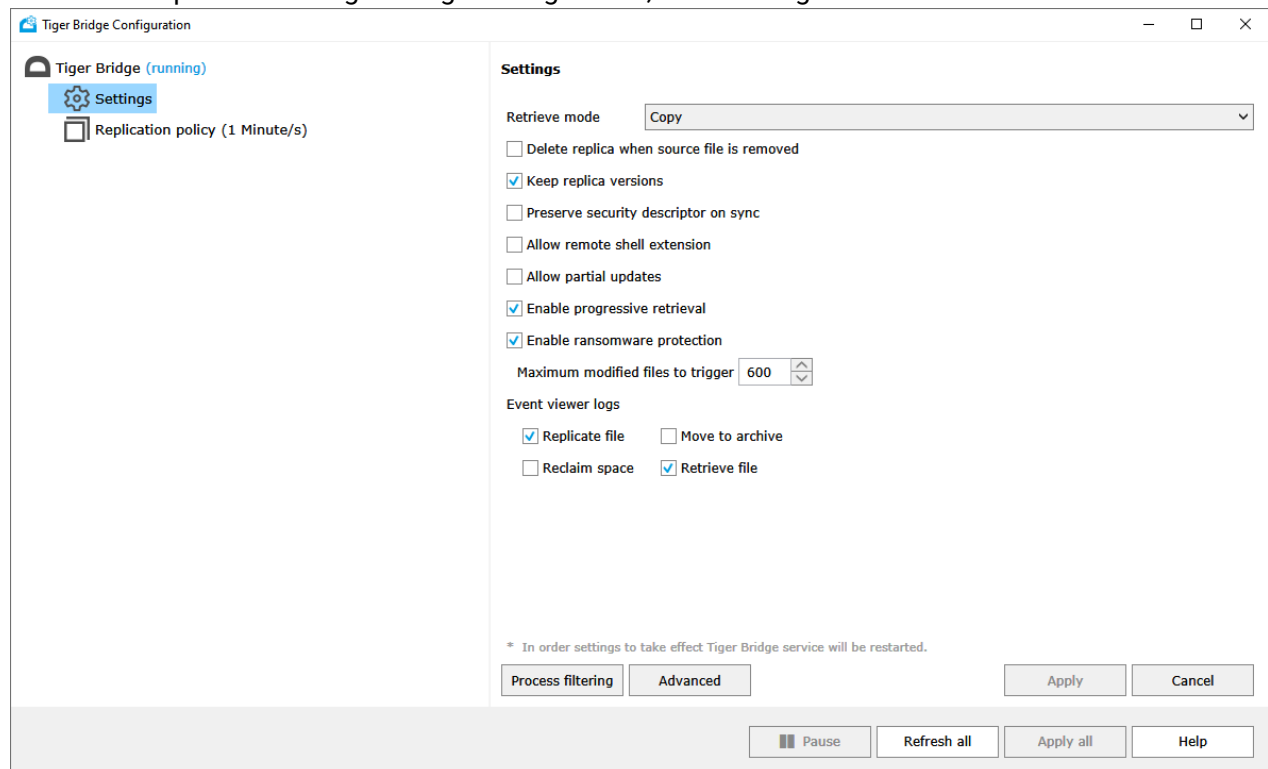 Tiger Bridge Configuration
Tiger Bridge (running)
Settings
Replication policy (1 Minute/s)
Settings
Retrieve mode Copy
Delete replica when source file is removed
Keep replica versions
Preserve security descriptor on sync
Allow remote shell extension
Allow partial updates
Enable progressive retrieval
Enable ransomware protection
Maximum modified files to trigger 600
Event viewer logs
Replicate file Move to archive
Reclaim space Retrieve file
* In order settings to take effect Tiger Bridge service will be restarted.
Process filtering Advanced Apply Cancel
Pause Refresh all Apply all Help